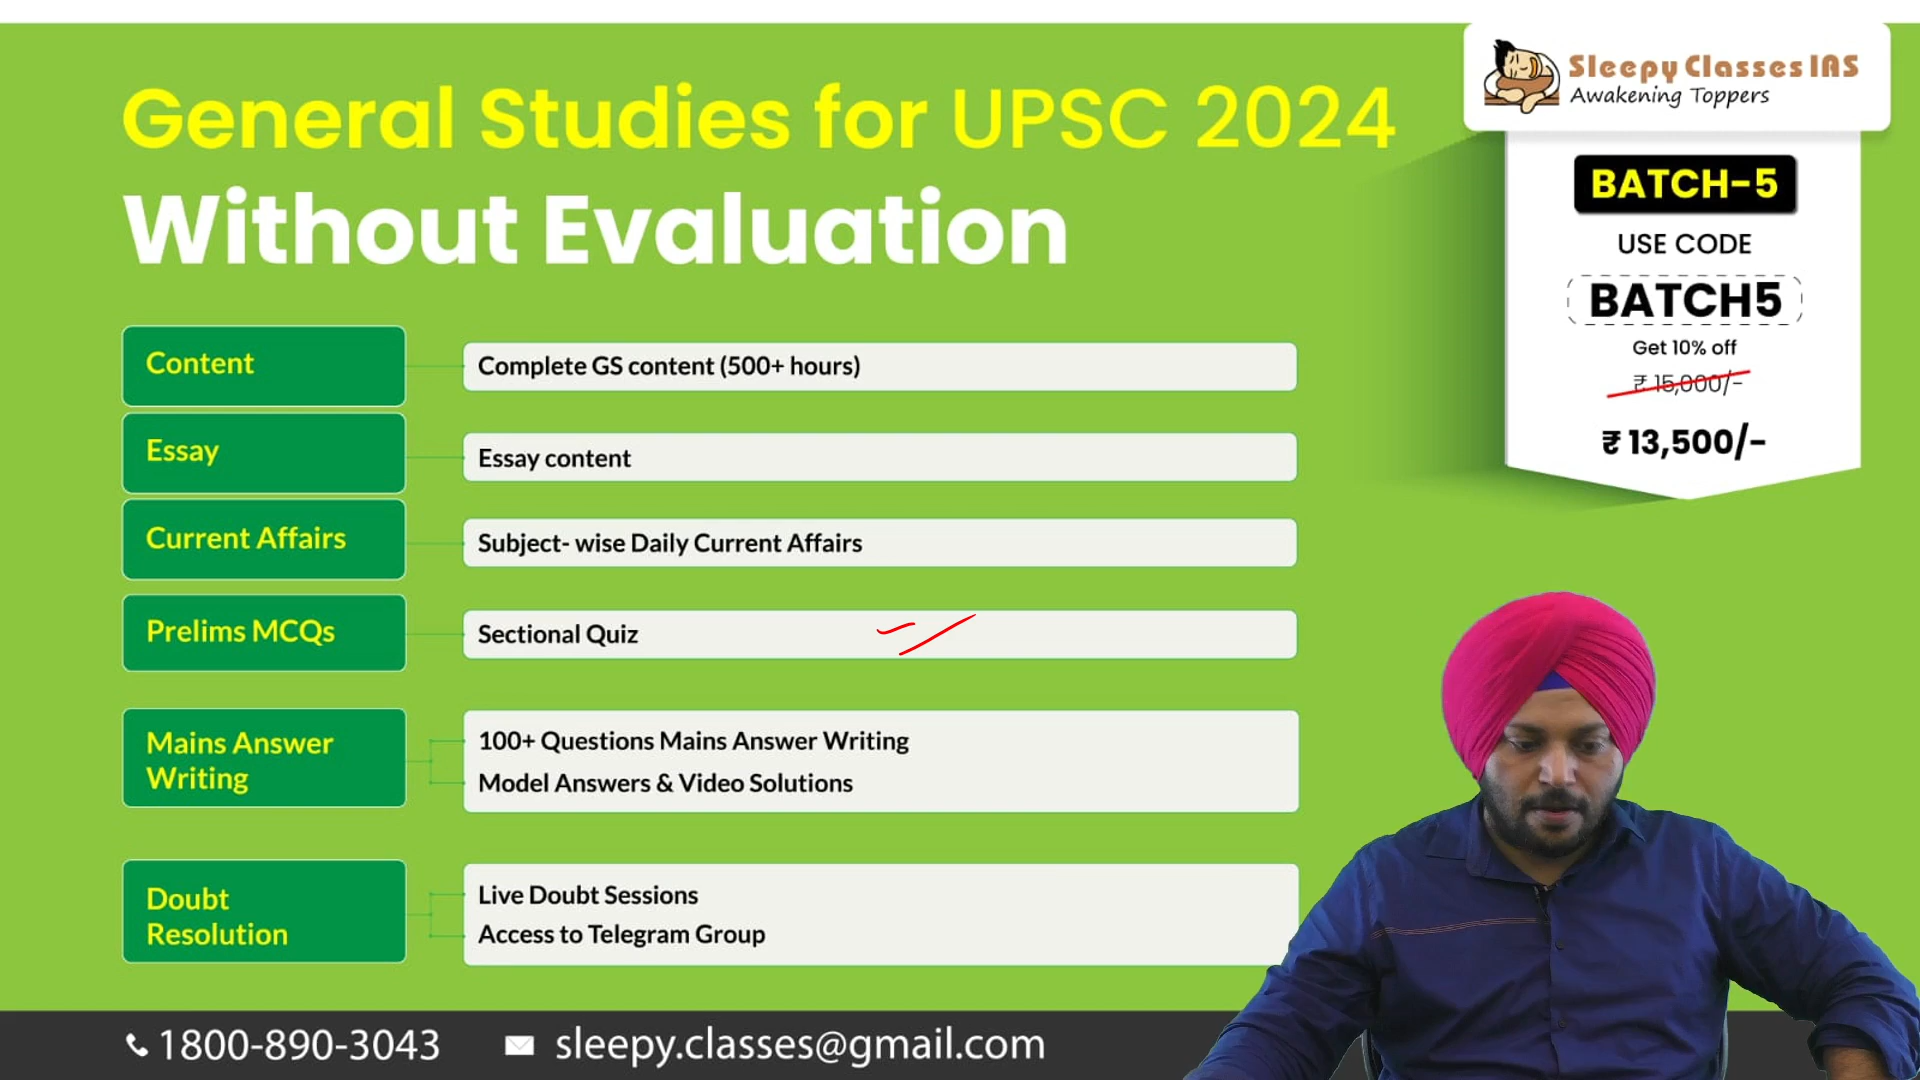 General Studies for UPSC 2024
Without Evaluation
Sleepy Classes IAS
Awakening Toppers
BATCH-5
USE CODE
BATCH5
Get 10% off
₹ 15,000/-
₹ 13,500/-
Content
Complete GS content (500+ hours)
Essay
Essay content
Current Affairs
Subject- wise Daily Current Affairs
Prelims MCQs
Sectional Quiz
Mains Answer
Writing
100+ Questions Mains Answer Writing
Model Answers & Video Solutions
Doubt
Resolution
Live Doubt Sessions
Access to Telegram Group
1800-890-3043
sleepy.classes@gmail.com